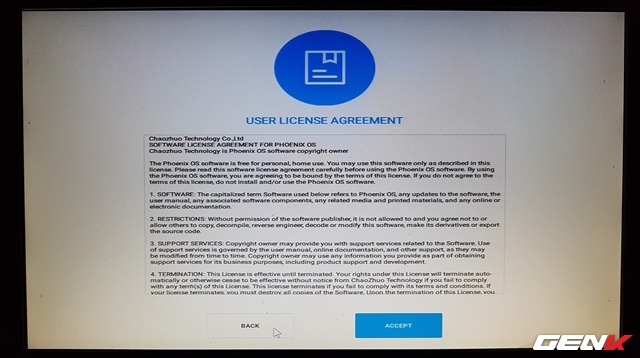 USER LICENSE AGREEMENT
Chaozhuo Technology Co.,ltd
SOFTWARE LICENSE AGREEMENT FOR PHOENIX OS
Chaozhuo Technology is Phoenix OS software copyright owner
The Phoenix OS software is free for personal, home use. You may use this software only as described in this
license. Please read this software license agreement carefully before using the Phoenix OS software. By using
the Phoenix OS software, you are agreeing to be bound by the terms of this license. If you do not agree to the
terms of this license, do not install and/or use the Phoenix OS software.
1. SOFTWARE: The capitalized term Software used below refers to Phoenix OS, any updates to the software, the
user manual, any associated software components, any related media and printed materials, and any online or
electronic documentation.
2. RESTRICTIONS: Without permission of the software publisher, it is not allowed to and you agree not to or
allow others to copy, decompile, reverse engineer, decode or modify this software, make its derivatives or export
the source code.
3. SUPPORT SERVICES: Copyright owner may provide you with support services related to the Software. Use
of support services is governed by the user manual, online documentation, and other support, as they may
be modified from time to time. Copyright owner may use any information you provide as part of obtaining
support services for its business purposes, including product support and development.
4. TERMINATION: This License is effective until terminated. Your rights under this License will terminate auto-
matically or otherwise cease to be effective without notice from ChaoZhuo Technology if you fail to comply
with any term(s) of this License. This license terminates if you fail to comply with its terms and conditions. If
your license terminates, you must destroy all copies of the Software. Upon the termination of this License, you
BACK
ACCEPT
GENK